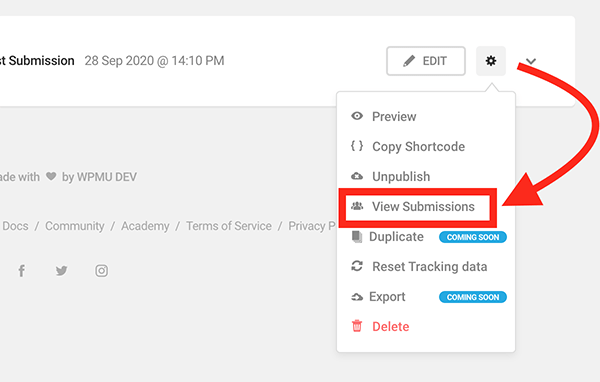 st Submission 28 Sep 2020 @ 14:10 PM EDIT
Preview
{ } Copy Shortcode
Unpublish
View Submissions
Duplicate COMING SOON
Reset Tracking data
Export COMING SOON
Delete
ade with by WPMU DEV
Docs / Community / Academy / Terms of Service / Privacy P